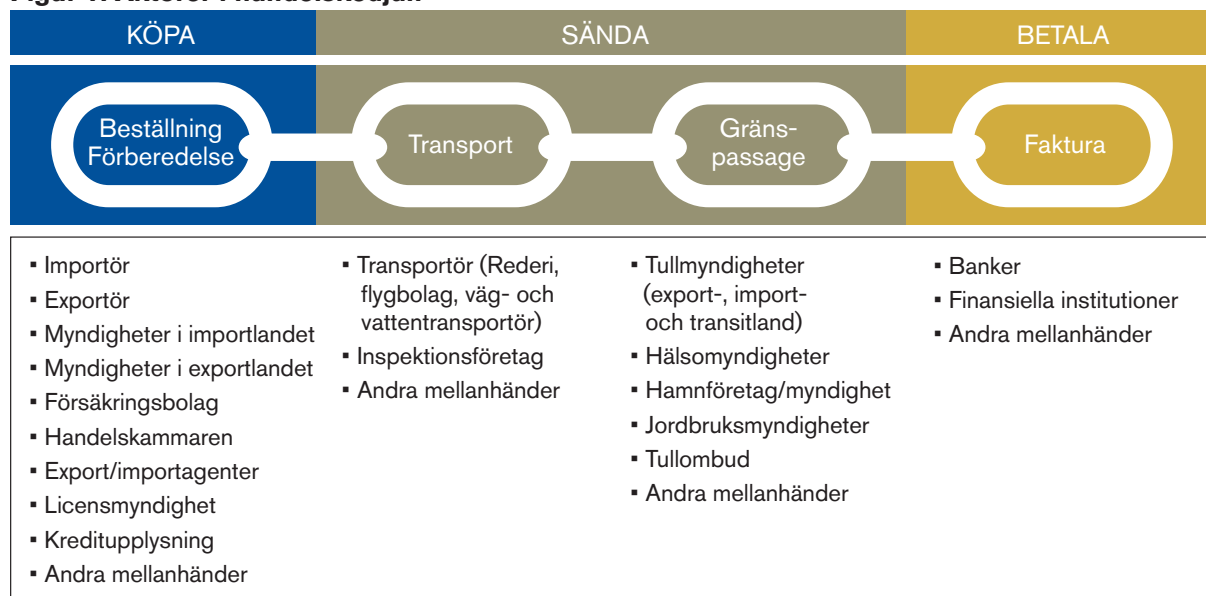 KÖPA
SÄNDA
BETALA
Beställning
Förberedelse
Transport
Gräns-
passage
Faktura
▪ Importör
▪ Exportör
▪ Myndigheter i importlandet
▪ Myndigheter i exportlandet
▪ Försäkringsbolag
▪ Handelskammaren
▪ Export/importagenter
▪ Licensmyndighet
▪ Kreditupplysning
▪ Andra mellanhänder
▪ Transportör (Rederi,
flygbolag, väg- och
vattentransportör)
▪ Inspektionsföretag
▪ Andra mellanhänder
▪ Tullmyndigheter
(export-, import-
och transitland)
▪ Hälsomyndigheter
▪ Hamnföretag/myndighet
▪ Jordbruksmyndigheter
▪ Tullombud
▪ Andra mellanhänder
▪ Banker
▪ Finansiella institutioner
▪ Andra mellanhänder